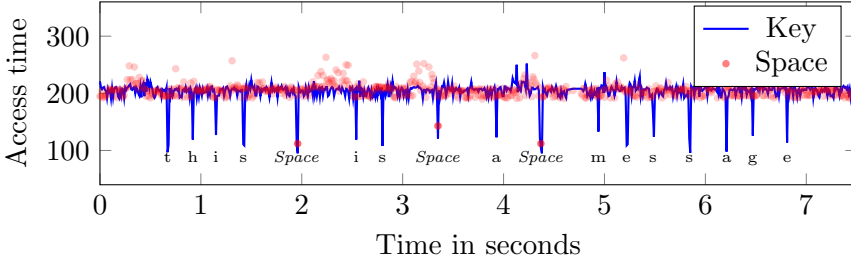 Access time
300
200
100
Key
Space
t h i s Space i s Space a Space m e s s a g e
0 1 2 3 4 5 6 7
Time in seconds